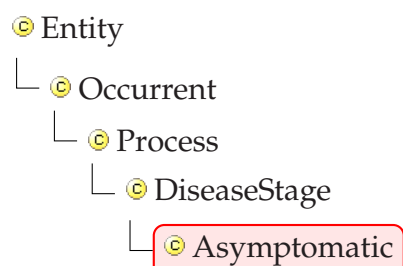 Entity
Occurrent
Process
DiseaseStage
Asymptomatic